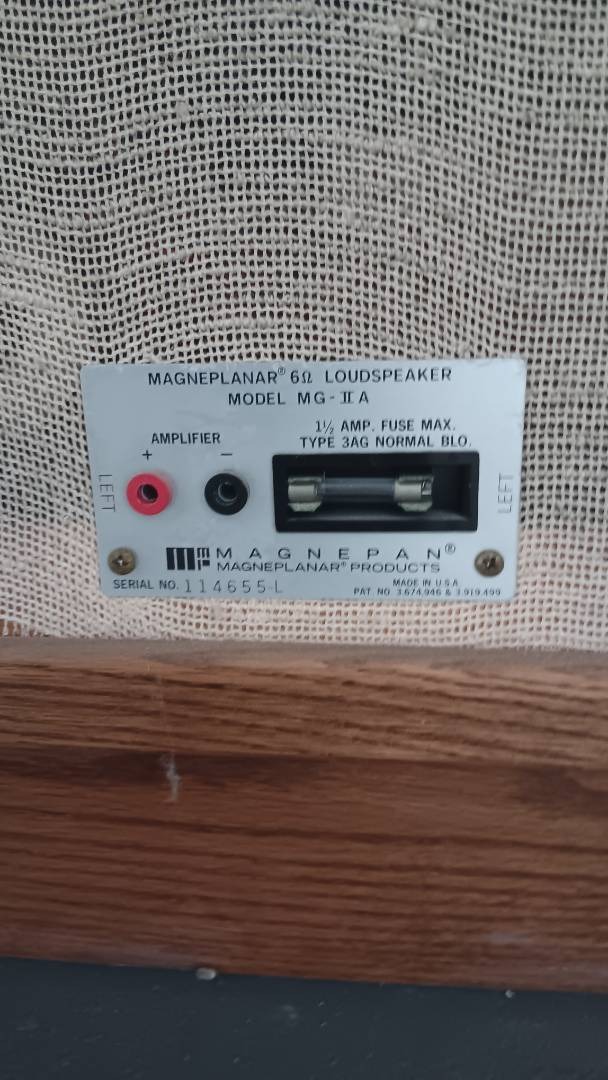 MAGNEPLANAR® 6Ω LOUDSPEAKER
MODEL MG-II A
1½ AMP. FUSE MAX.
TYPE 3AG NORMAL BLO.
AMPLIFIER
+ −
LEFT
LEFT
MAGNEPAN®
MAGNEPLANAR® PRODUCTS
SERIAL NO. 114655-L
MADE IN U.S.A
PAT. NO. 3,674,946 & 3,919,499